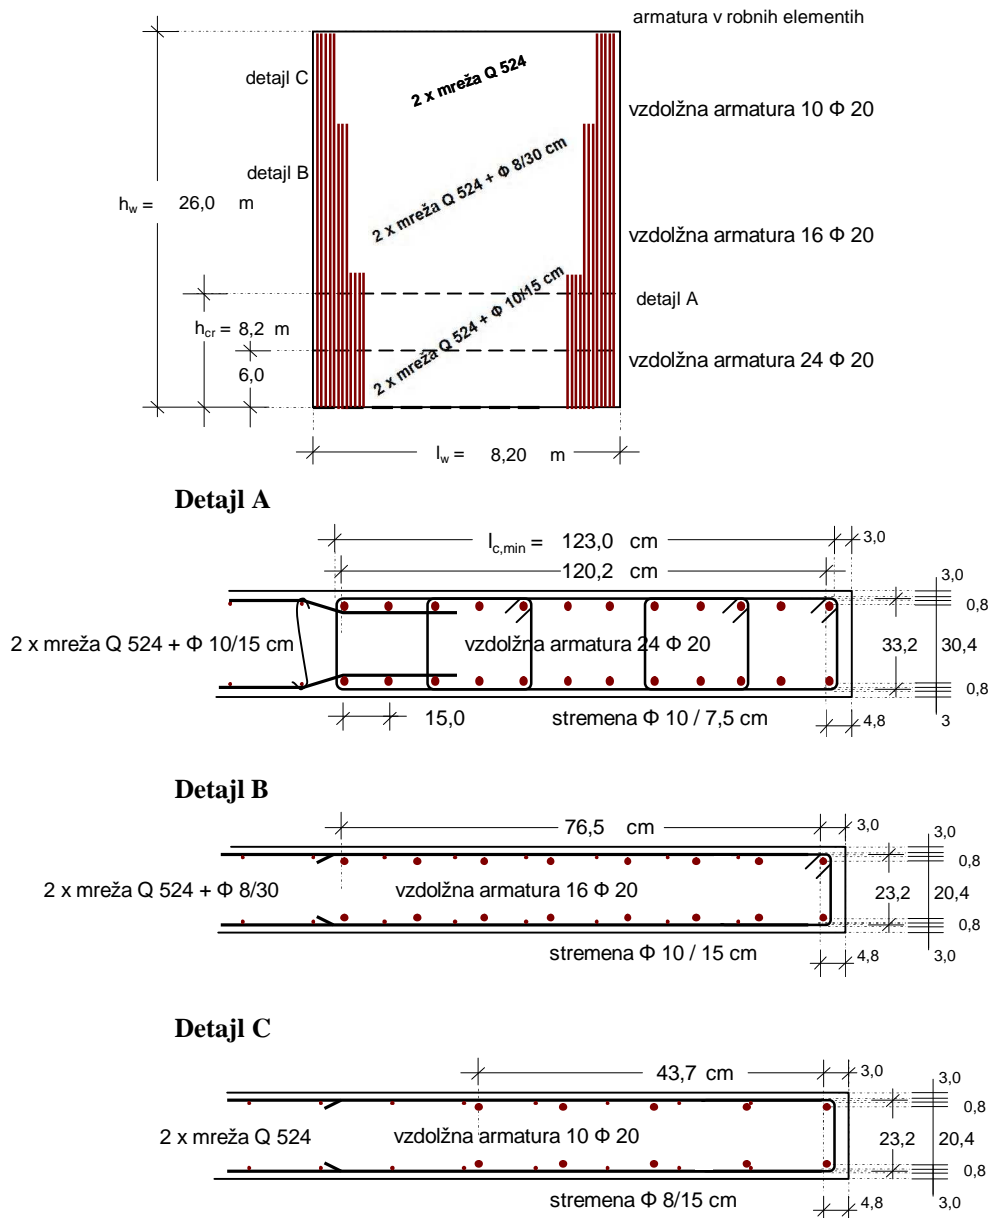 armatura v robnih elementih
detajl C
2 x mreža Q 524
vzdolžna armatura 10 Φ 20
detajl B
2 x mreža Q 524 + Φ 8/30 cm
h_w = 26,0 m
vzdolžna armatura 16 Φ 20
detajl A
2 x mreža Q 524 + Φ 10/15 cm
h_cr = 8,2 m
6,0
vzdolžna armatura 24 Φ 20
l_w = 8,20 m
Detajl A
l_c,min = 123,0 cm
3,0
120,2 cm
3,0
0,8
2 x mreža Q 524 + Φ 10/15 cm
vzdolžna armatura 24 Φ 20
33,2
30,4
0,8
15,0
stremena Φ 10 / 7,5 cm
4,8
3
Detajl B
76,5 cm
3,0
3,0
0,8
2 x mreža Q 524 + Φ 8/30
vzdolžna armatura 16 Φ 20
23,2
20,4
0,8
stremena Φ 10 / 15 cm
4,8
3,0
Detajl C
43,7 cm
3,0
3,0
0,8
2 x mreža Q 524
vzdolžna armatura 10 Φ 20
23,2
20,4
0,8
stremena Φ 8/15 cm
4,8
3,0